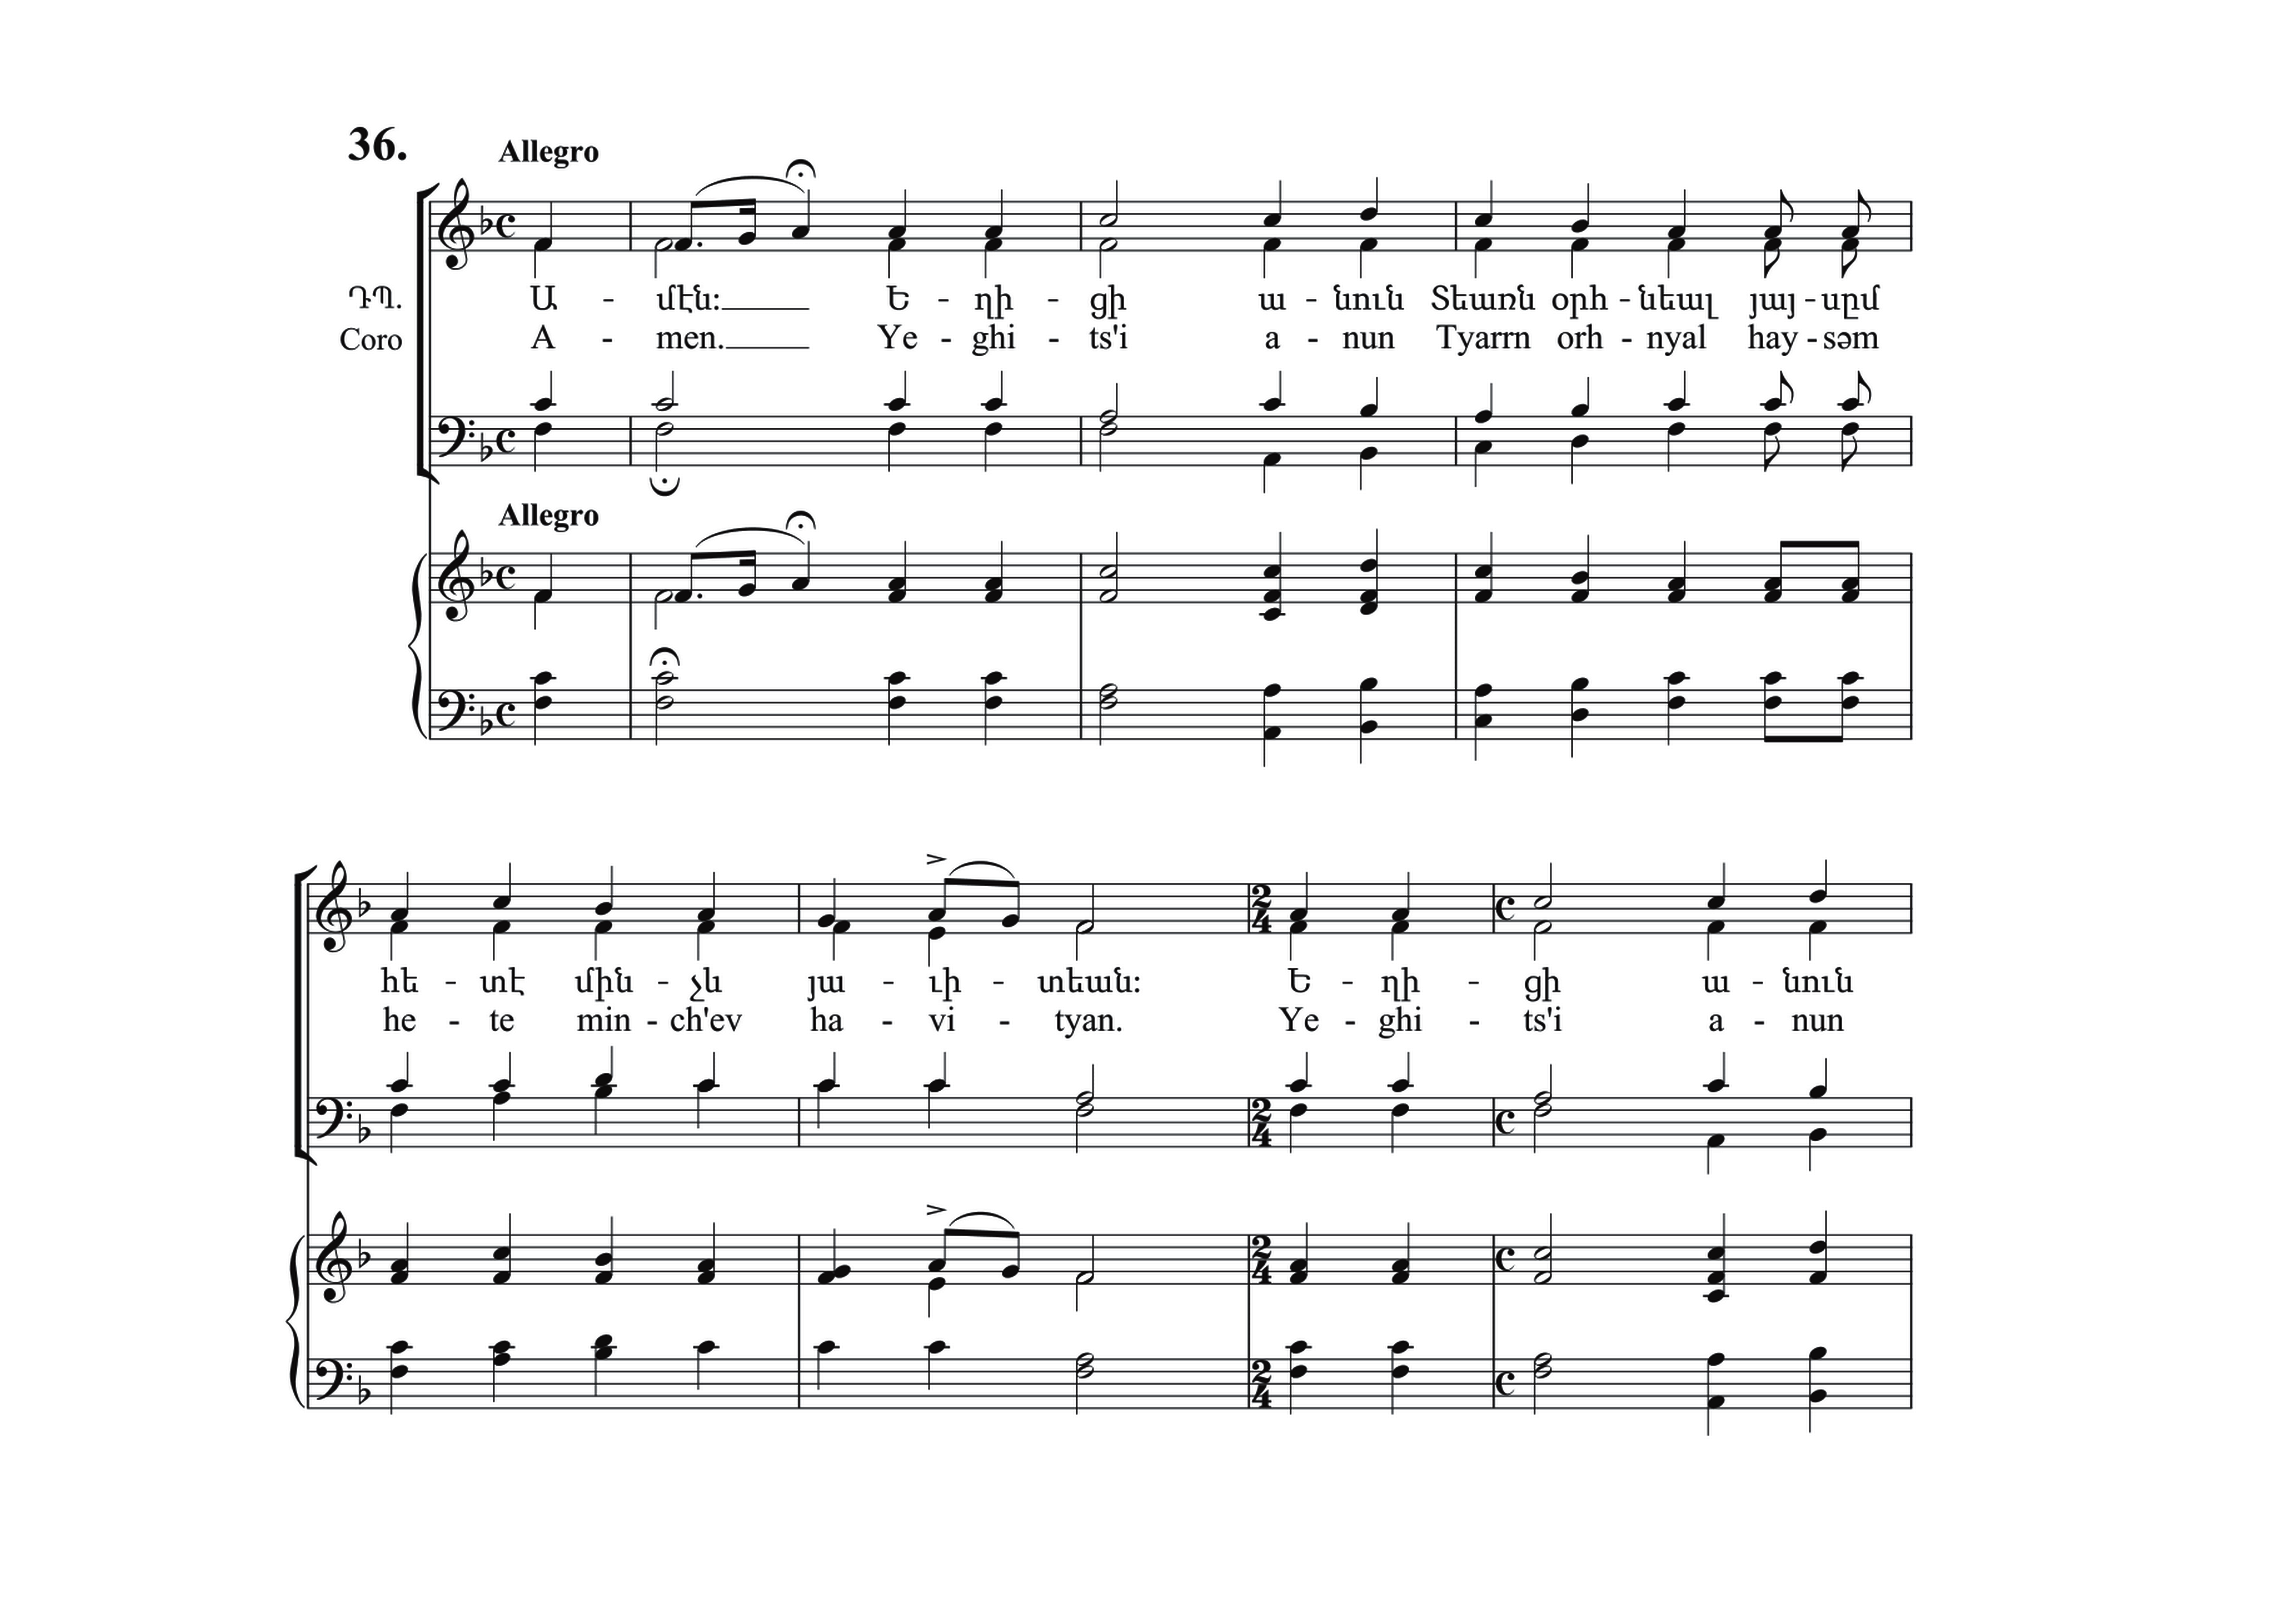 36.
Allegro
ԴՊ. Ա - մէն: Ե - ղի - ցի ա - նուն Տեառն օրհ - նեալ յայ - սըմ
Coro A - men. Ye - ghi - ts'i a - nun Tyarrn orh - nyal hay - səm
Allegro
հե - տէ մին - չև յա - ւի - տեան: Ե - ղի - ցի ա - նուն
he - te min - ch'ev ha - vi - tyan. Ye - ghi - ts'i a - nun